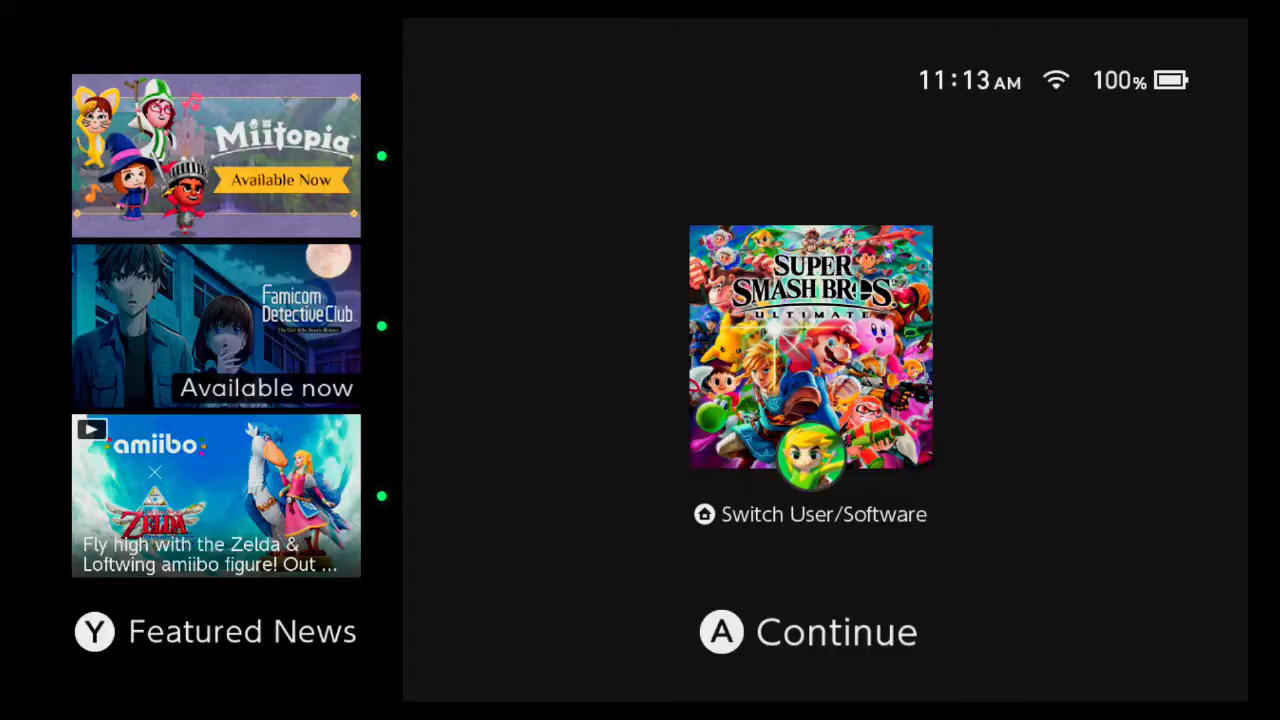 11:13 AM 100%
Miitopia
Available Now
Famicom
Detective Club
Available now
amiibo
×
ZELDA
Fly high with the Zelda &
Loftwing amiibo figure! Out ...
Y Featured News
SUPER
SMASH BROS.
ULTIMATE
Switch User/Software
A Continue